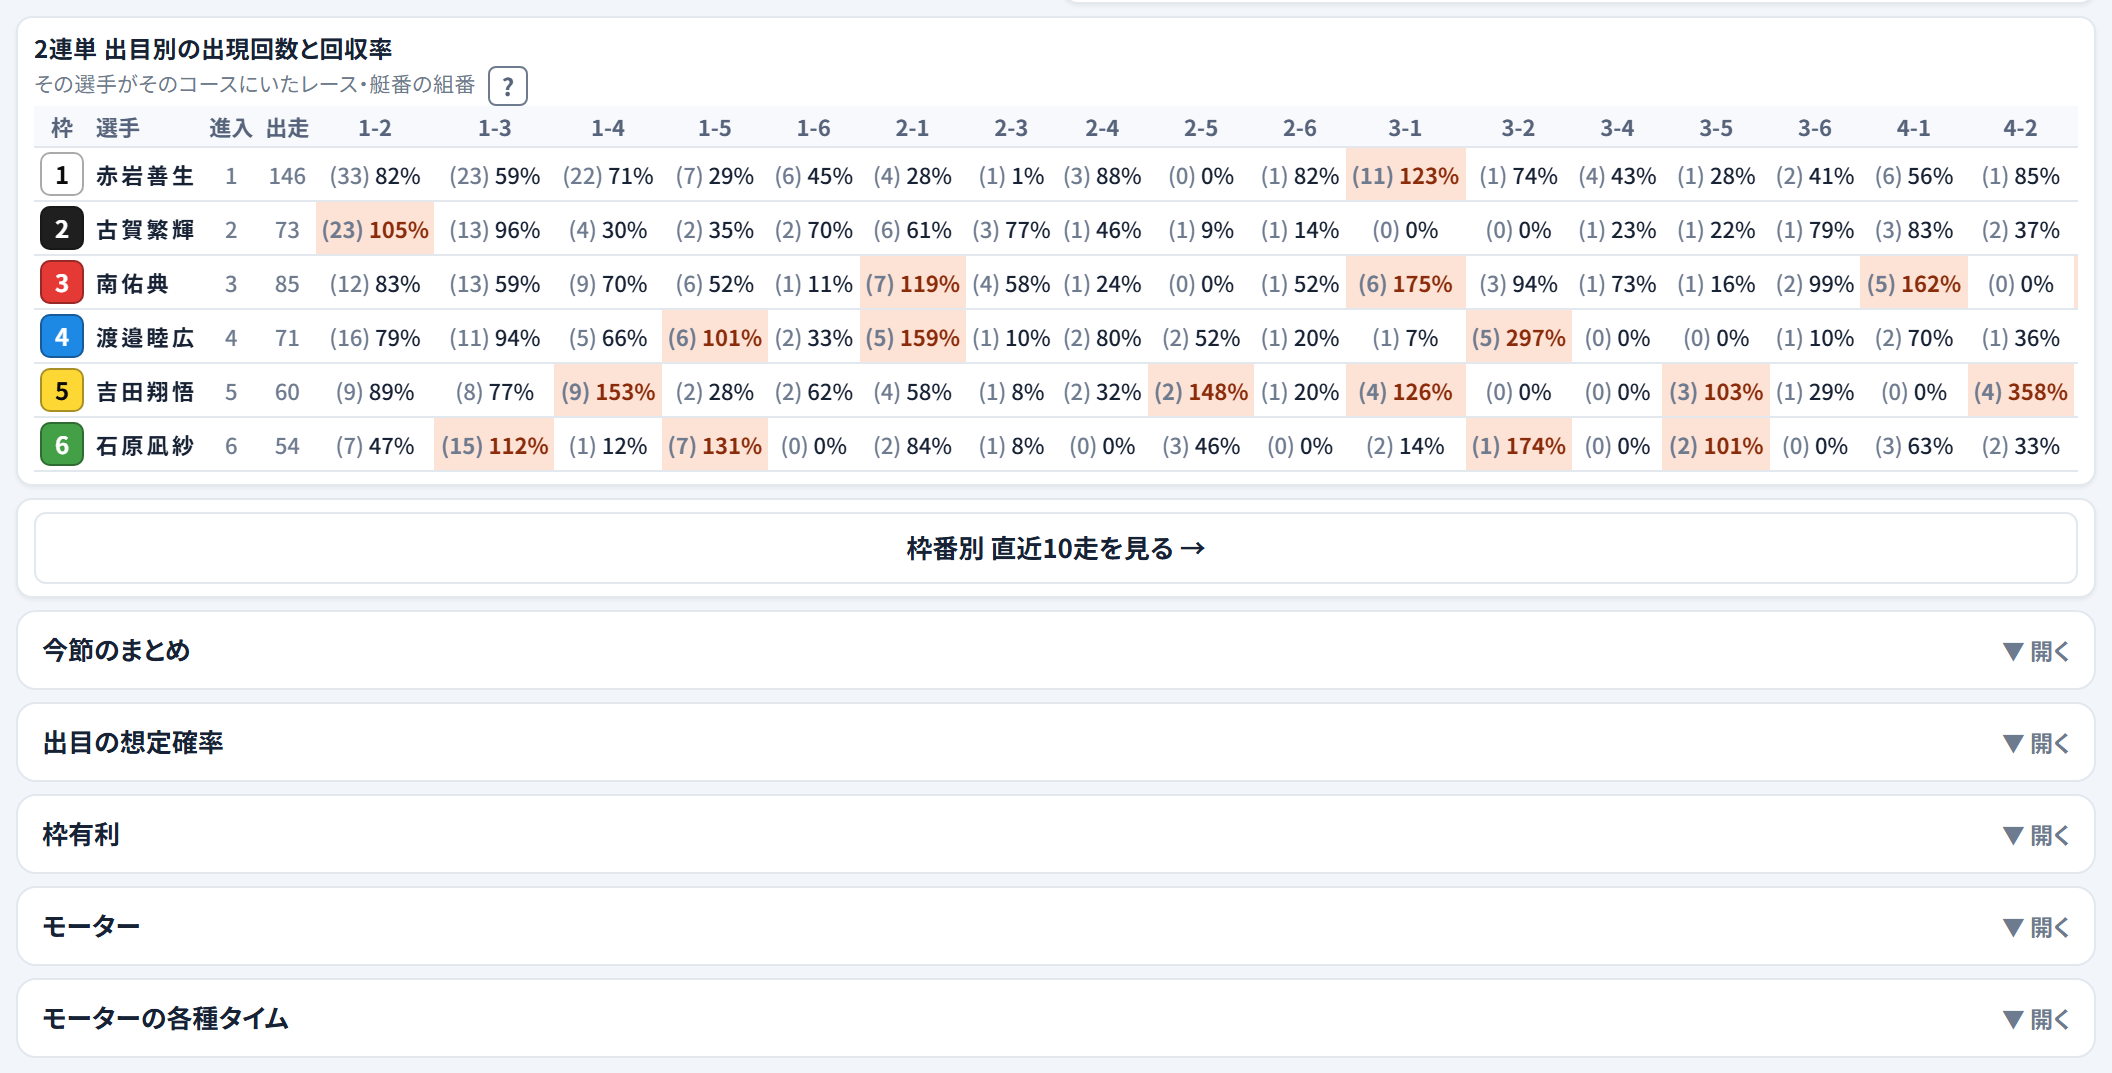 2連単 出目別の出現回数と回収率
その選手がそのコースにいたレース・艇番の組番 ?
枠 選手 進入 出走 1-2 1-3 1-4 1-5 1-6 2-1 2-3 2-4 2-5 2-6 3-1 3-2 3-4 3-5 3-6 4-1 4-2
1 赤岩善生 1 146 (33) 82% (23) 59% (22) 71% (7) 29% (6) 45% (4) 28% (1) 1% (3) 88% (0) 0% (1) 82% (11) 123% (1) 74% (4) 43% (1) 28% (2) 41% (6) 56% (1) 85%
2 古賀繁輝 2 73 (23) 105% (13) 96% (4) 30% (2) 35% (2) 70% (6) 61% (3) 77% (1) 46% (1) 9% (1) 14% (0) 0% (0) 0% (1) 23% (1) 22% (1) 79% (3) 83% (2) 37%
3 南佑典 3 85 (12) 83% (13) 59% (9) 70% (6) 52% (1) 11% (7) 119% (4) 58% (1) 24% (0) 0% (1) 52% (6) 175% (3) 94% (1) 73% (1) 16% (2) 99% (5) 162% (0) 0%
4 渡邉睦広 4 71 (16) 79% (11) 94% (5) 66% (6) 101% (2) 33% (5) 159% (1) 10% (2) 80% (2) 52% (1) 20% (1) 7% (5) 297% (0) 0% (0) 0% (1) 10% (2) 70% (1) 36%
5 吉田翔悟 5 60 (9) 89% (8) 77% (9) 153% (2) 28% (2) 62% (4) 58% (1) 8% (2) 32% (2) 148% (1) 20% (4) 126% (0) 0% (0) 0% (3) 103% (1) 29% (0) 0% (4) 358%
6 石原凪紗 6 54 (7) 47% (15) 112% (1) 12% (7) 131% (0) 0% (2) 84% (1) 8% (0) 0% (3) 46% (0) 0% (2) 14% (1) 174% (0) 0% (2) 101% (0) 0% (3) 63% (2) 33%
枠番別 直近10走を見る →
今節のまとめ ▼ 開く
出目の想定確率 ▼ 開く
枠有利 ▼ 開く
モーター ▼ 開く
モーターの各種タイム ▼ 開く